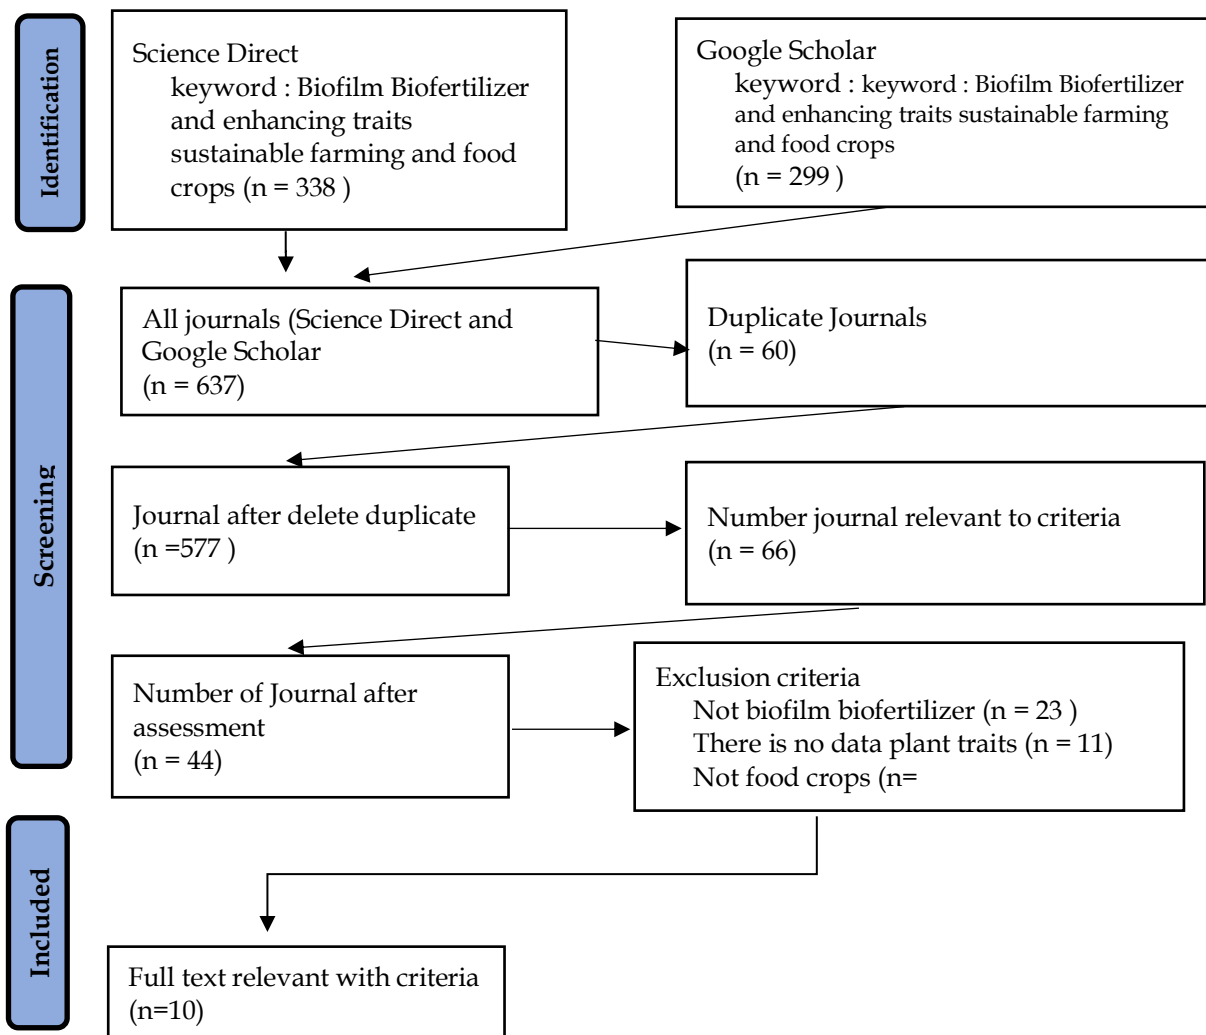 Identification
Science Direct
keyword : Biofilm Biofertilizer
and enhancing traits
sustainable farming and food
crops (n = 338 )
Google Scholar
keyword : keyword : Biofilm Biofertilizer
and enhancing traits sustainable farming
and food crops
(n = 299 )
Screening
All journals (Science Direct and
Google Scholar
(n = 637)
Duplicate Journals
(n = 60)
Journal after delete duplicate
(n =577 )
Number journal relevant to criteria
(n = 66)
Number of Journal after
assessment
(n = 44)
Exclusion criteria
Not biofilm biofertilizer (n = 23 )
There is no data plant traits (n = 11)
Not food crops (n=
Included
Full text relevant with criteria
(n=10)